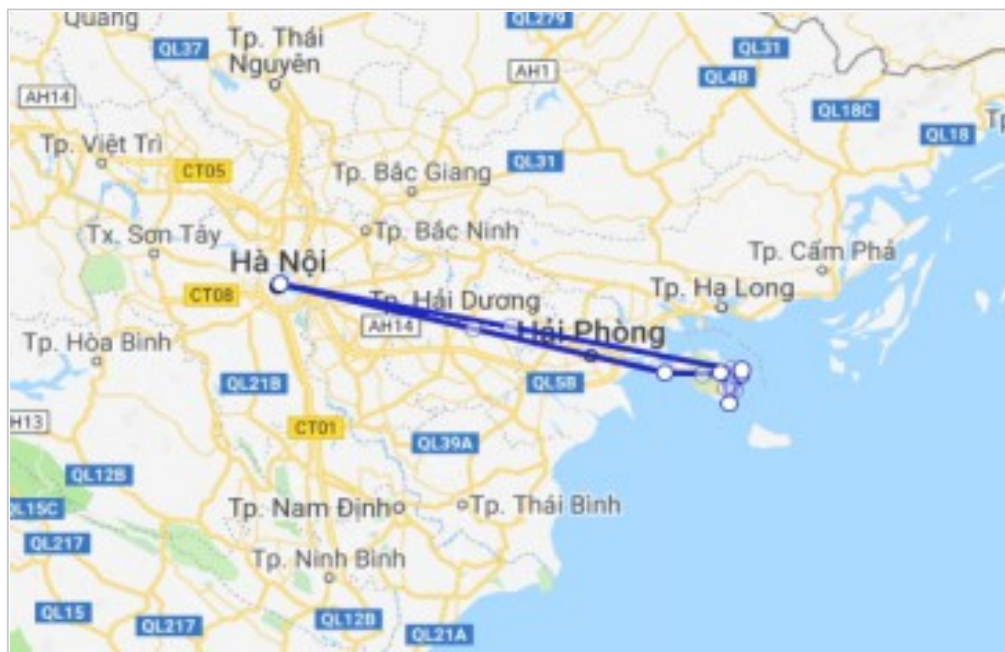 Quang
QL279
QL37
Tp. Thái
Nguyên
QL31
AH1
QL4B
AH14
QL18C
QL18
Tp. Việt Trì
QL31
CT05
Tp. Bắc Giang
Tp. Bắc Ninh
Tx. Sơn Tây
Tp. Cẩm Phả
Hà Nội
CT08
Tp. Hải Dương
Tp. Hạ Long
AH14
Hải Phòng
Tp. Hòa Bình
QL21B
QL5B
H13
CT01
QL39A
QL12B
QL15C
Tp. Nam Định
Tp. Thái Bình
QL217
Tp. Ninh Bình
QL15
QL217
QL12B
QL21A